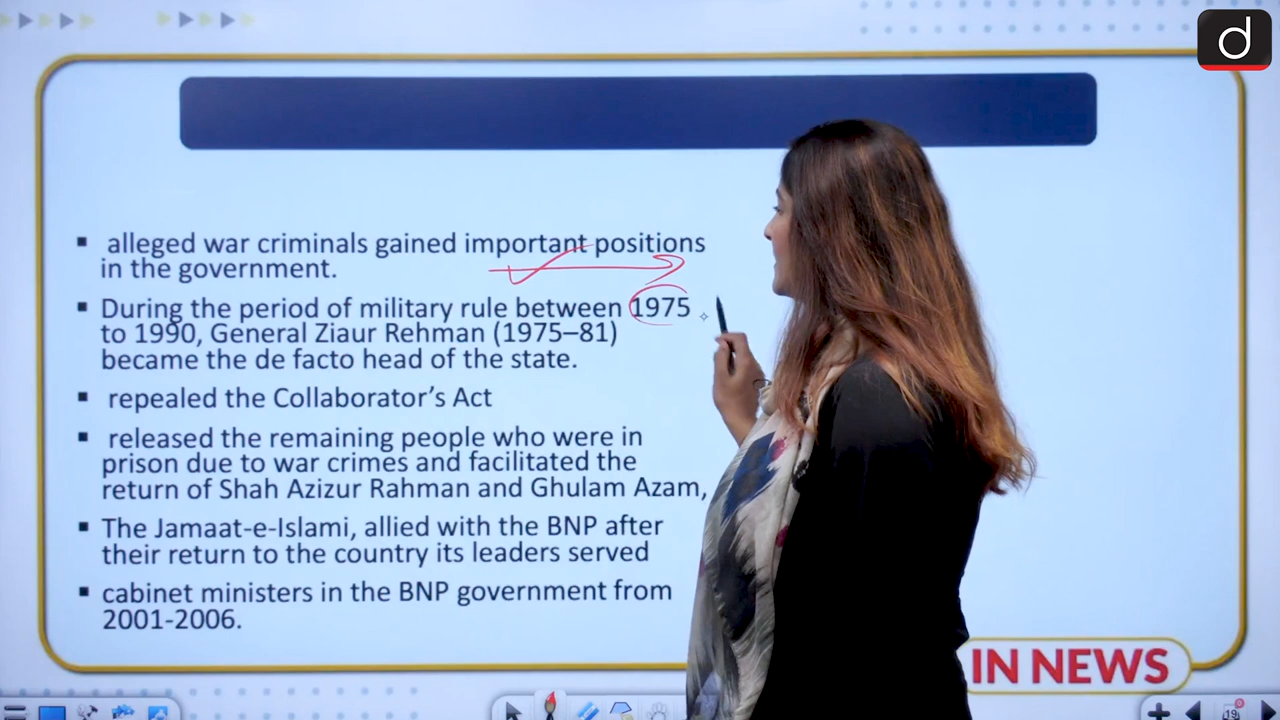 d
alleged war criminals gained important positions
in the government.
During the period of military rule between 1975
to 1990, General Ziaur Rehman (1975–81)
became the de facto head of the state.
repealed the Collaborator's Act
released the remaining people who were in
prison due to war crimes and facilitated the
return of Shah Azizur Rahman and Ghulam Azam,
The Jamaat-e-Islami, allied with the BNP after
their return to the country its leaders served
cabinet ministers in the BNP government from
2001-2006.
IN NEWS
19